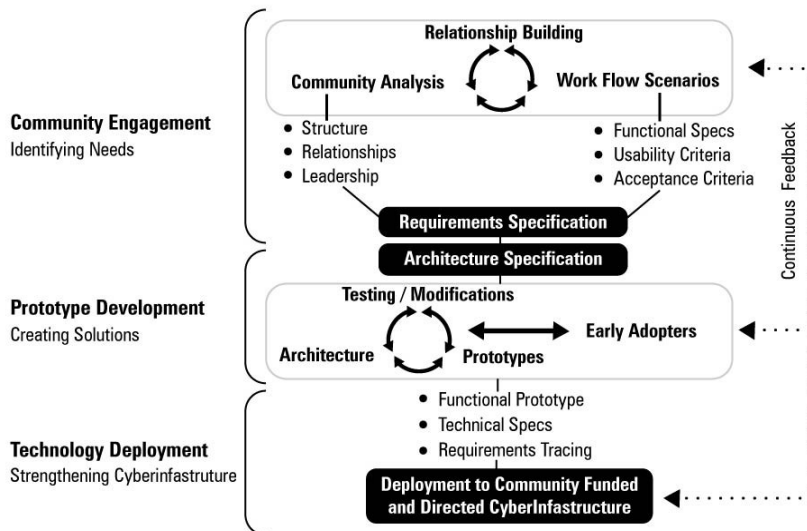 Relationship Building
Community Analysis
Work Flow Scenarios
Community Engagement
Identifying Needs
• Structure
• Relationships
• Leadership
• Functional Specs
• Usability Criteria
• Acceptance Criteria
Continuous Feedback
Requirements Specification
Architecture Specification
Prototype Development
Creating Solutions
Testing / Modifications
Architecture
Prototypes
Early Adopters
• Functional Prototype
• Technical Specs
• Requirements Tracing
Technology Deployment
Strengthening Cyberinfastruture
Deployment to Community Funded
and Directed CyberInfastructure